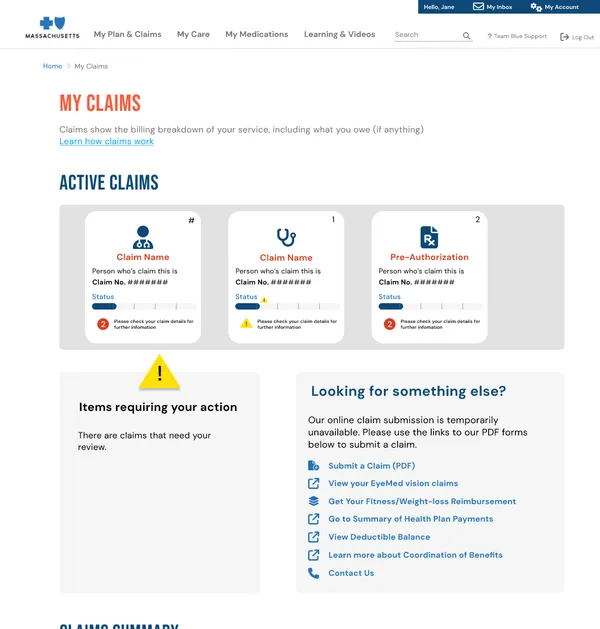 Hello, Jane
My Inbox
My Account
MASSACHUSETTS
My Plan & Claims
My Care
My Medications
Learning & Videos
Search
? Team Blue Support
Log Out
Home > My Claims
MY CLAIMS
Claims show the billing breakdown of your service, including what you owe (if anything)
Learn how claims work
ACTIVE CLAIMS
#
Claim Name
Person who's claim this is
Claim No. #######
Status
2
Please check your claim details for
further infomation
1
Claim Name
Person who's claim this is
Claim No. #######
Status
!
!
Please check your claim details for
further information
2
Rx
Pre-Authorization
Person who's claim this is
Claim No. #######
Status
2
Please check your claim details for
further infomation
!
Items requiring your action
There are claims that need your
review.
Looking for something else?
Our online claim submission is temporarily
unavailable. Please use the links to our PDF forms
below to submit a claim.
Submit a Claim (PDF)
View your EyeMed vision claims
Get Your Fitness/Weight-loss Reimbursement
Go to Summary of Health Plan Payments
View Deductible Balance
Learn more about Coordination of Benefits
Contact Us
CLAIMS SUMMARY